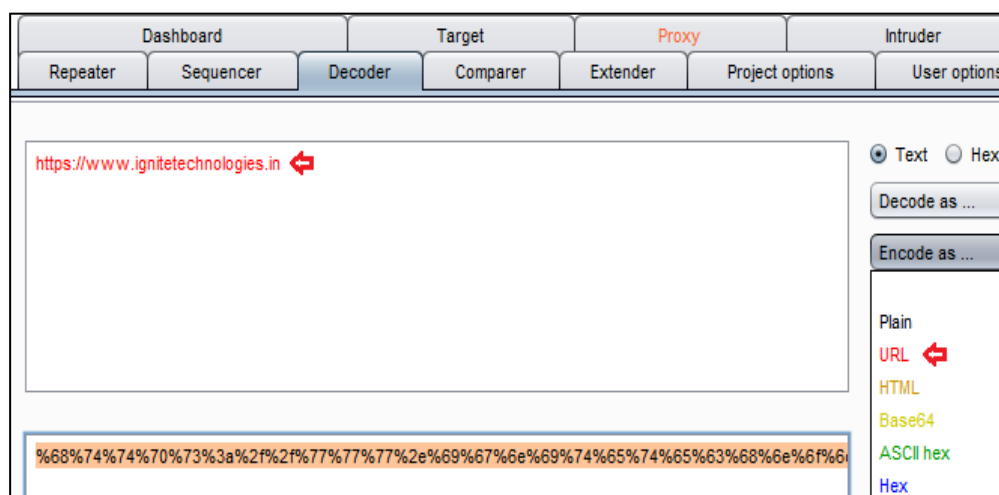 Dashboard Target Proxy Intruder
Repeater Sequencer Decoder Comparer Extender Project options User options
https://www.ignitetechnologies.in
Text Hex
Decode as ...
Encode as ...
Plain
URL
HTML
Base64
ASCII hex
Hex
%68%74%74%70%73%3a%2f%2f%77%77%77%2e%69%67%6e%69%74%65%74%65%63%68%6e%6f%6